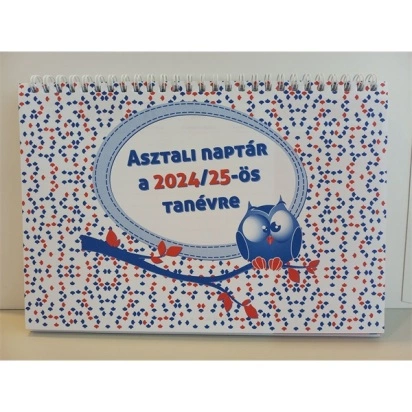 Asztali naptár
a 2024/25-ös
tanévre